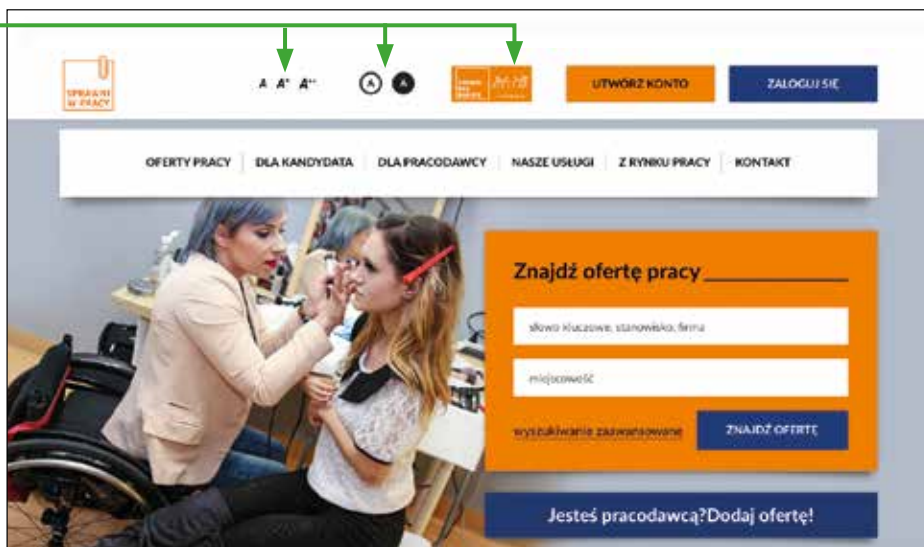 SPRAWNI
W PRACY
A A+ A++
A A
UTWÓRZ KONTO
ZALOGUJ SIĘ
OFERTY PRACY DLA KANDYDATA DLA PRACODAWCY NASZE USŁUGI Z RYNKU PRACY KONTAKT
Znajdź ofertę pracy
słowo kluczowe, stanowisko, firma
miejscowość
wyszukiwanie zaawansowane
ZNAJDŹ OFERTĘ
Jesteś pracodawcą?Dodaj ofertę!